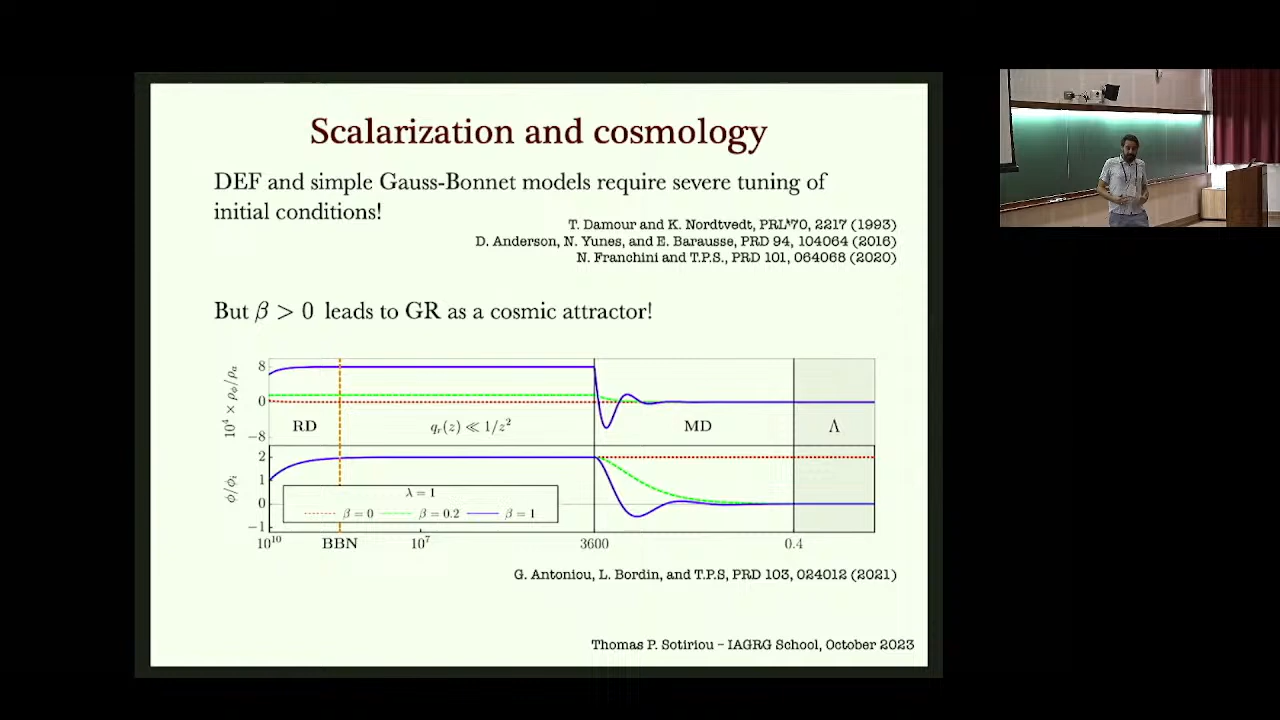 Scalarization and cosmology
DEF and simple Gauss-Bonnet models require severe tuning of
initial conditions!
T. Damour and K. Nordtvedt, PRL 70, 2217 (1993)
D. Anderson, N. Yunes, and E. Barausse, PRD 94, 104064 (2016)
N. Franchini and T.P.S., PRD 101, 064068 (2020)
But β > 0 leads to GR as a cosmic attractor!
10⁴ × ρϕ/ρₐ
8
0
−8
RD
qᵣ(z) ≪ 1/z²
MD
Λ
ϕ/ϕᵢ
2
1
0
−1
λ = 1
β = 0 β = 0.2 β = 1
10¹⁰ BBN 10⁷ 3600 0.4
G. Antoniou, L. Bordin, and T.P.S, PRD 103, 024012 (2021)
Thomas P. Sotiriou – IAGRG School, October 2023